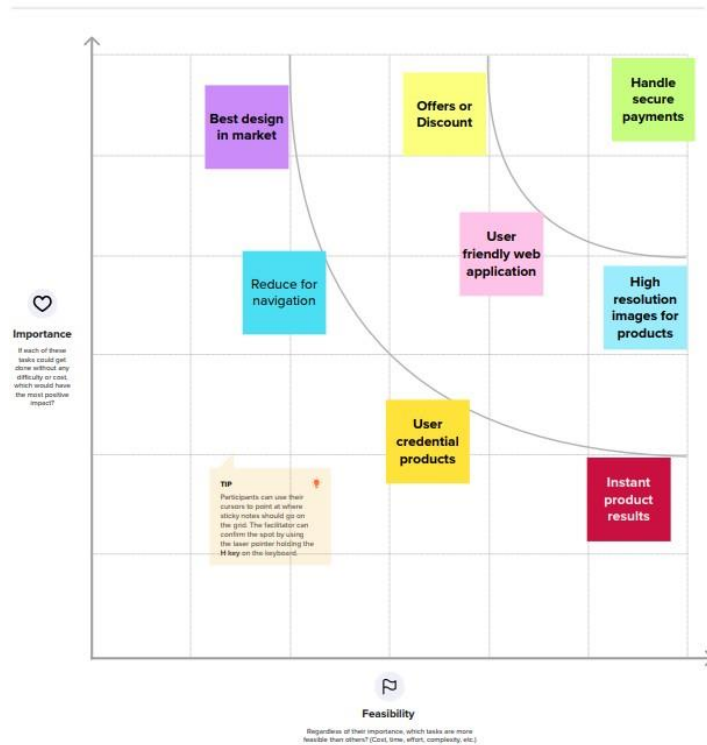 Best design
in market
Offers or
Discount
Handle
secure
payments
User
friendly web
application
Reduce for
navigation
High
resolution
images for
products
Importance
If each of these
tasks could get
done without any
difficulty or cost,
which would have
the most positive
impact?
User
credential
products
Instant
product
results
TIP
Participants can use their
cursors to point at where
sticky notes should go on
the grid. The facilitator can
confirm the spot by using
the laser pointer holding the
H key on the keyboard.
Feasibility
Regardless of their importance, which tasks are more
feasible than others? (Cost, time, effort, complexity, etc.)